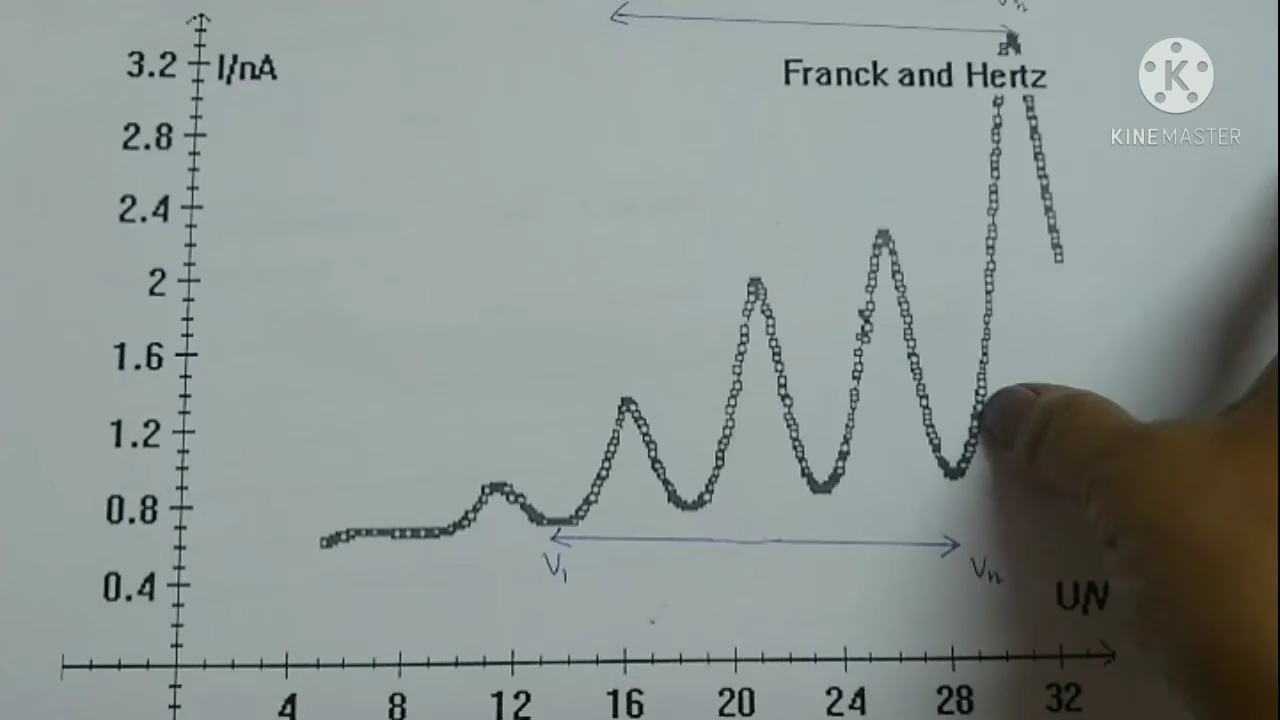 Vn
3.2 I/nA
Franck and Hertz
K
KINEMASTER
2.8
2.4
2
1.6
1.2
0.8
V1 Vn
0.4
U/V
4 8 12 16 20 24 28 32